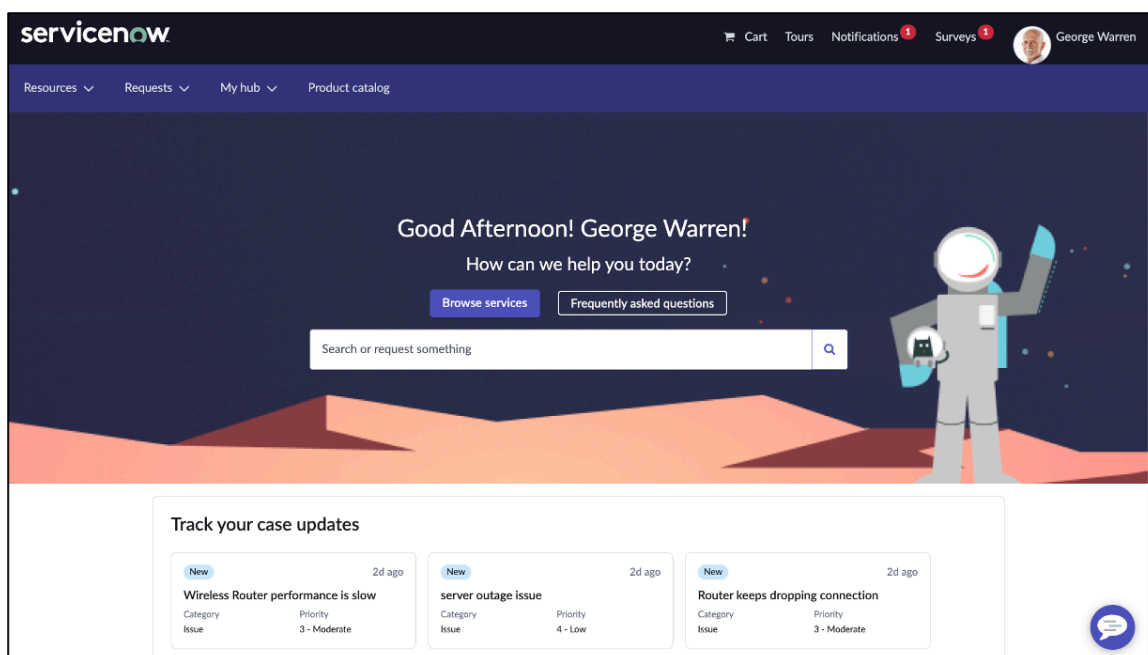 servicenow
Cart Tours Notifications 1 Surveys 1 George Warren
Resources Requests My hub Product catalog
Good Afternoon! George Warren!
How can we help you today?
Browse services Frequently asked questions
Search or request something
Track your case updates
New 2d ago New 2d ago New 2d ago
Wireless Router performance is slow server outage issue Router keeps dropping connection
Category Priority Category Priority Category Priority
Issue 3 - Moderate Issue 4 - Low Issue 3 - Moderate